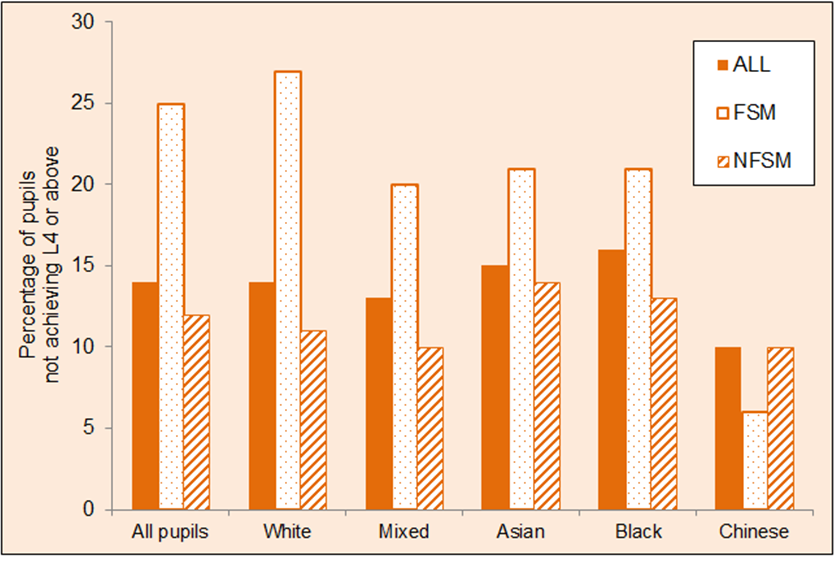 30
25
20
15
10
5
0
Percentage of pupils
not achieving L4 or above
ALL
FSM
NFSM
All pupils
White
Mixed
Asian
Black
Chinese